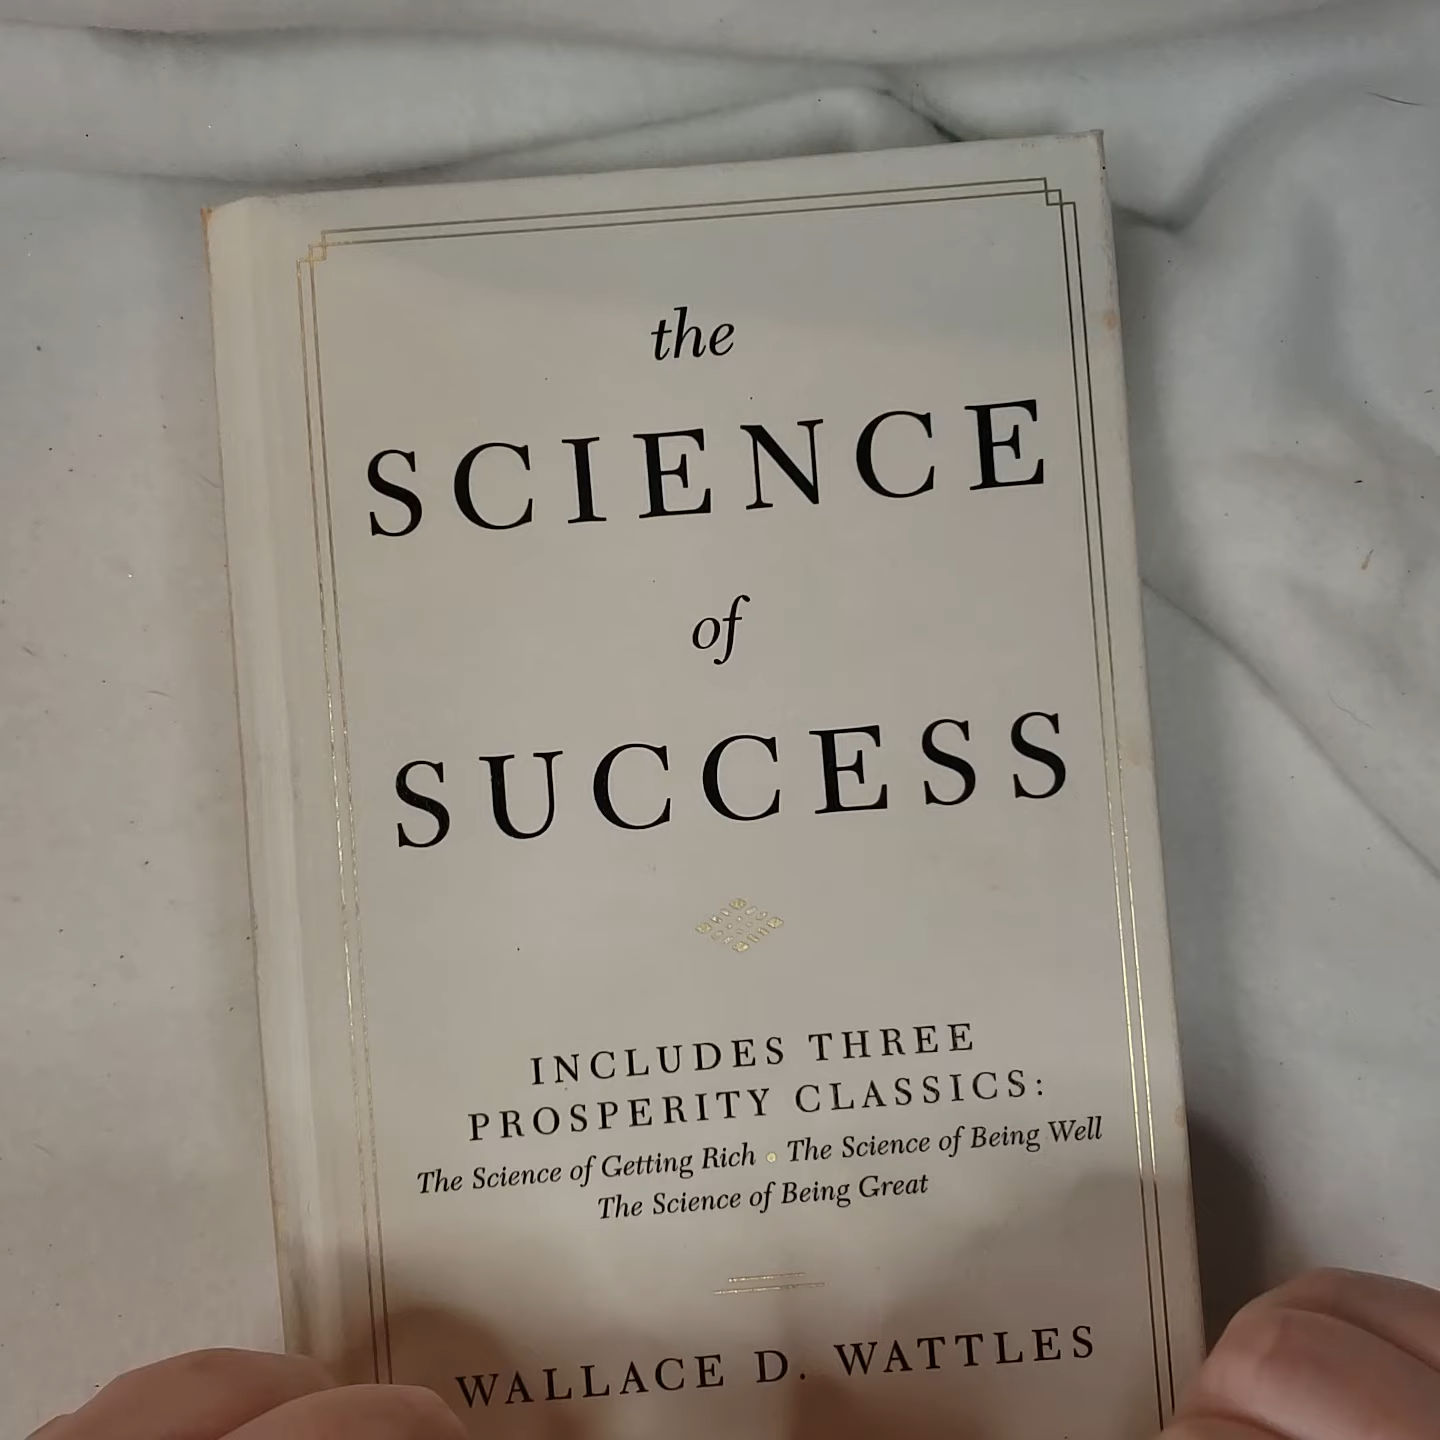 the
SCIENCE
of
SUCCESS
INCLUDES THREE
PROSPERITY CLASSICS:
The Science of Getting Rich • The Science of Being Well
The Science of Being Great
WALLACE D. WATTLES